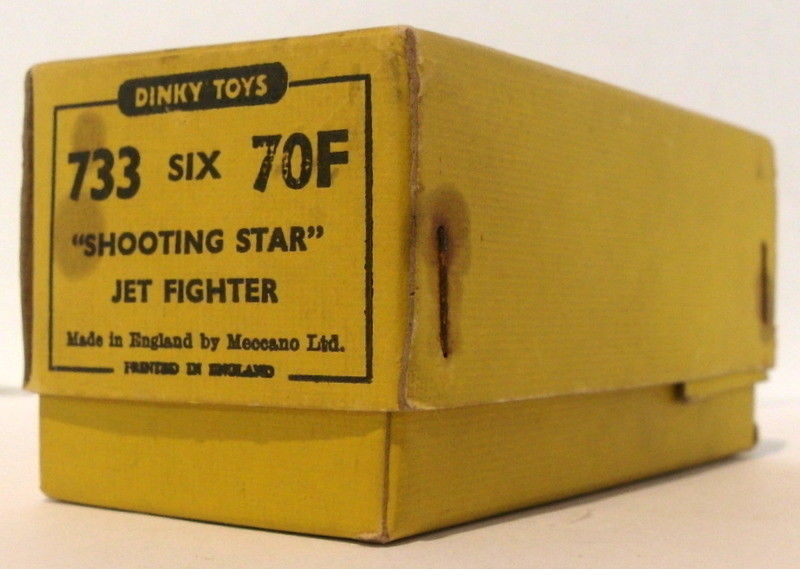 DINKY TOYS
733 SIX 70F
"SHOOTING STAR"
JET FIGHTER
Made in England by Meccano Ltd.
PRINTED IN ENGLAND